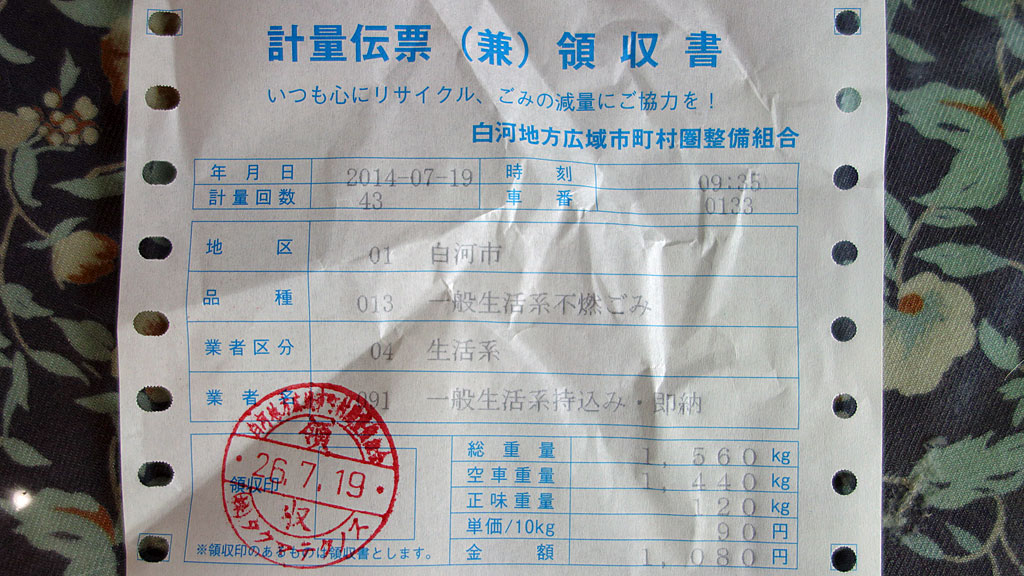 計量伝票（兼）領収書
いつも心にリサイクル、ごみの減量にご協力を！
白河地方広域市町村圏整備組合
年月日 2014-07-19 時刻 09:35
計量回数 43 車番 0133
地区 01 白河市
品種 013 一般生活系不燃ごみ
業者区分 04 生活系
業者名 091 一般生活系持込み・即納
総重量 1,560 kg
空車重量 1,440 kg
正味重量 120 kg
単価/10kg 90 円
金額 1,080 円
領収印
領
26.7.19
収
※領収印のあるものは領収書とします。